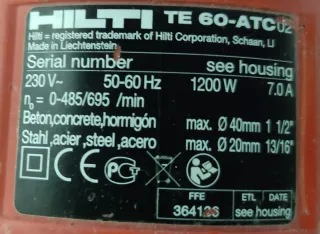 HILTI TE 60-ATC 02
Hilti = registered trademark of Hilti Corporation, Schaan, LI
Made in Liechtenstein
Serial number see housing
230 V~ 50-60 Hz 1200 W 7.0 A
n₀ = 0-485/695 /min
Beton,concrete,hormigón max. Ø 40mm 1 1/2"
Stahl,acier,steel,acero max. Ø 20mm 13/16"
CE
FFE ETL DATE
see housing